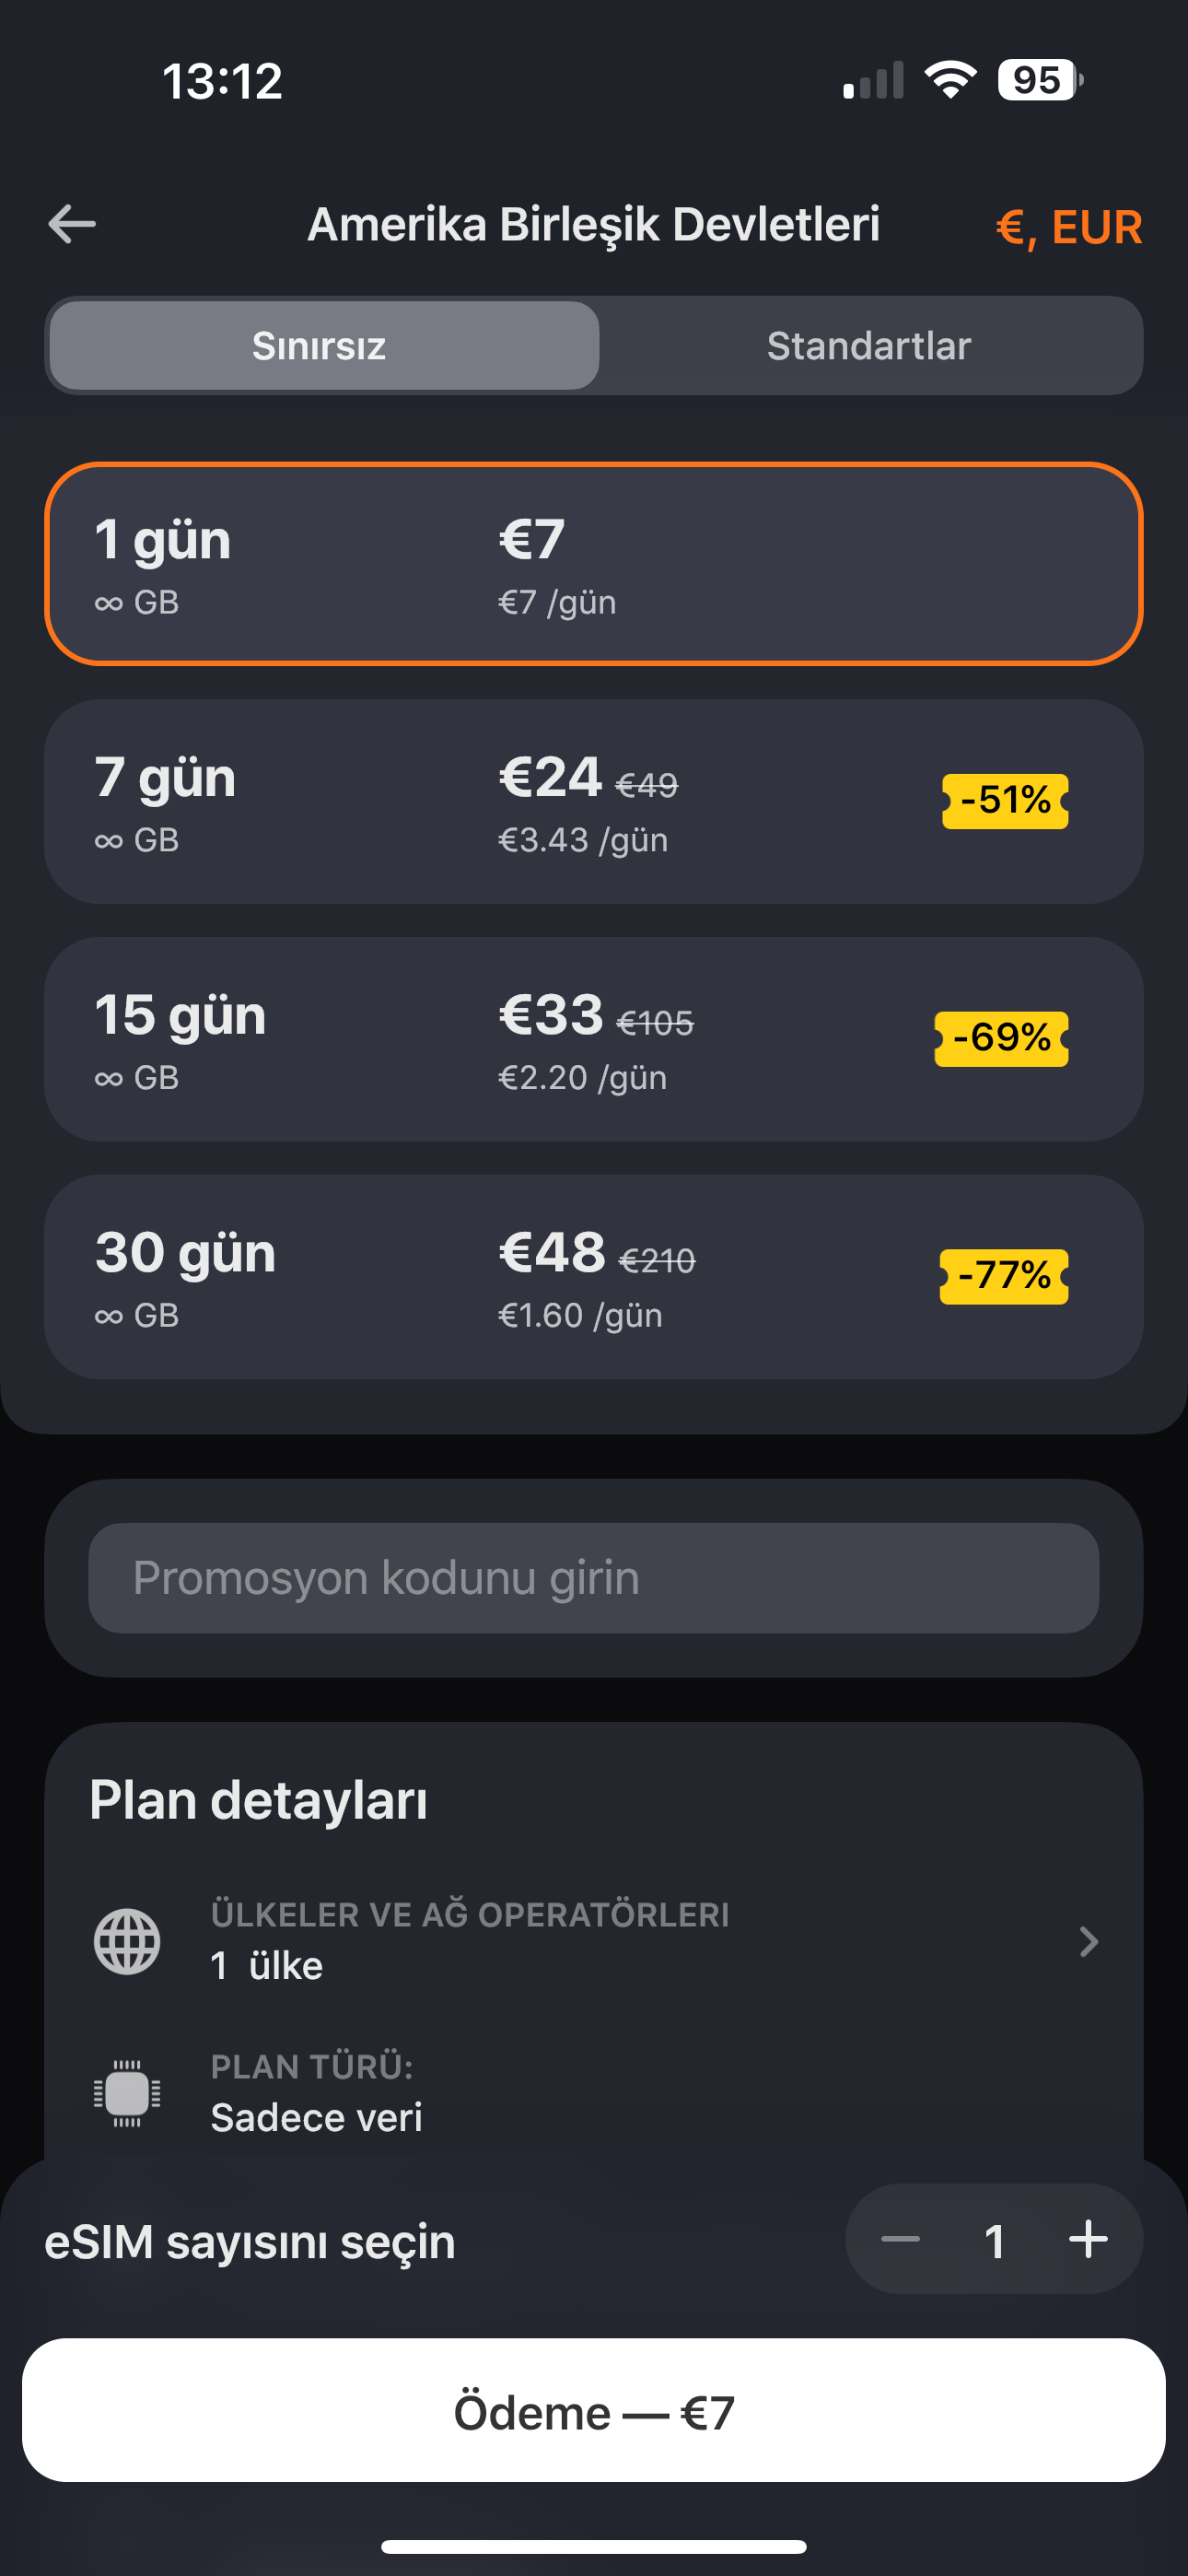 13:12
95
Amerika Birleşik Devletleri
€, EUR
Sınırsız
Standartlar
1 gün
€7
∞ GB
€7 /gün
7 gün
€24 €49
-51%
∞ GB
€3.43 /gün
15 gün
€33 €105
-69%
∞ GB
€2.20 /gün
30 gün
€48 €210
-77%
∞ GB
€1.60 /gün
Promosyon kodunu girin
Plan detayları
ÜLKELER VE AĞ OPERATÖRLERI
1 ülke
PLAN TÜRÜ:
Sadece veri
eSIM sayısını seçin
1
Ödeme — €7